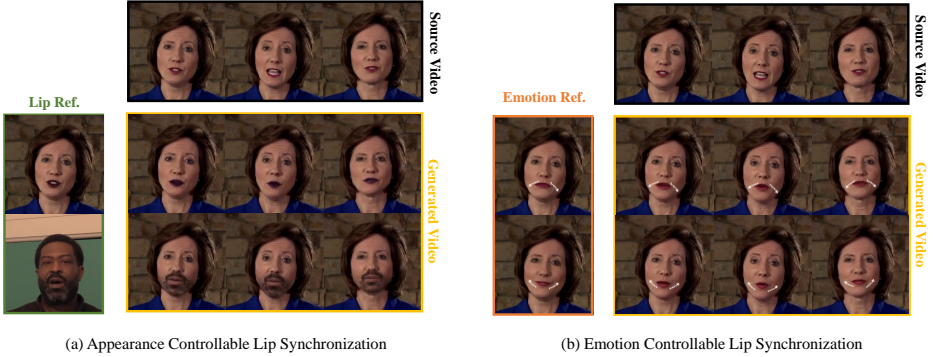 Source Video
Lip Ref.
Generated Video
(a) Appearance Controllable Lip Synchronization
Source Video
Emotion Ref.
Generated Video
(b) Emotion Controllable Lip Synchronization